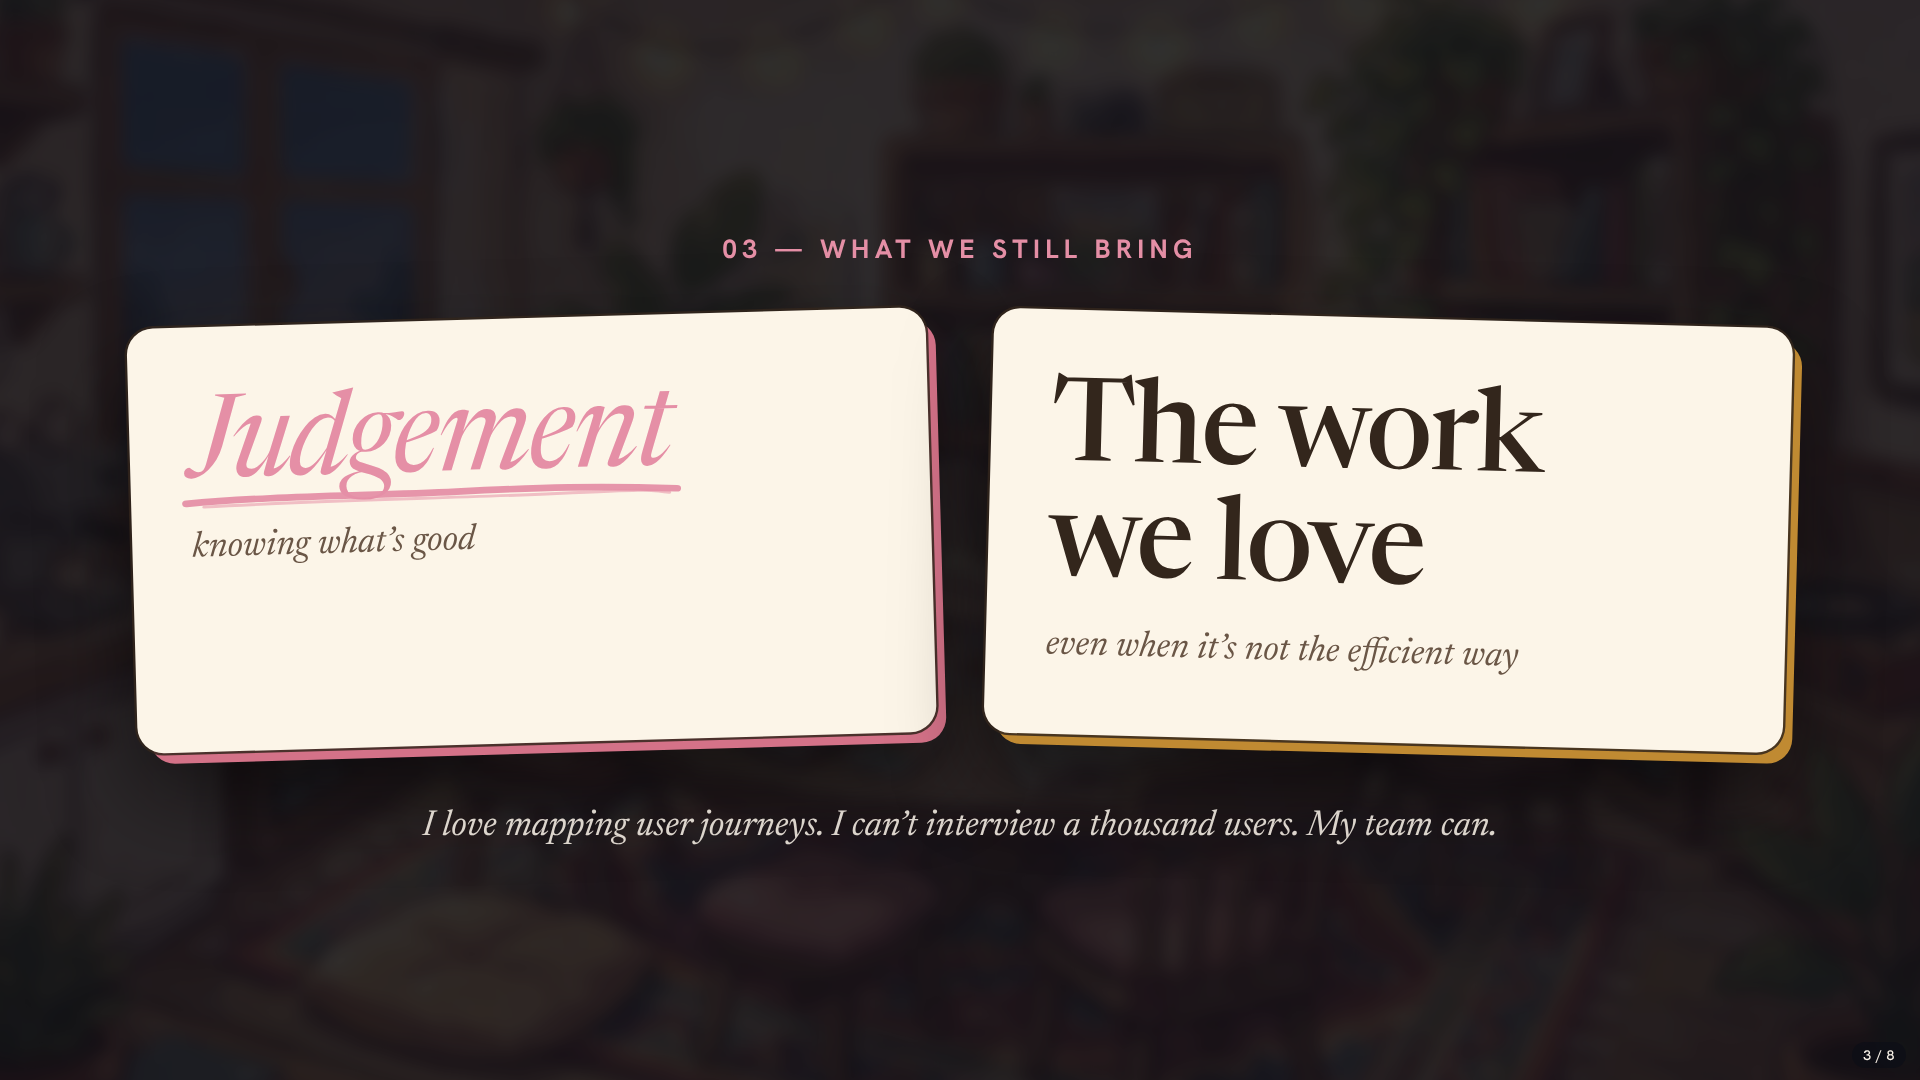 03 — WHAT WE STILL BRING
Judgement
knowing what’s good
The work
we love
even when it’s not the efficient way
I love mapping user journeys. I can’t interview a thousand users. My team can.
3 / 8